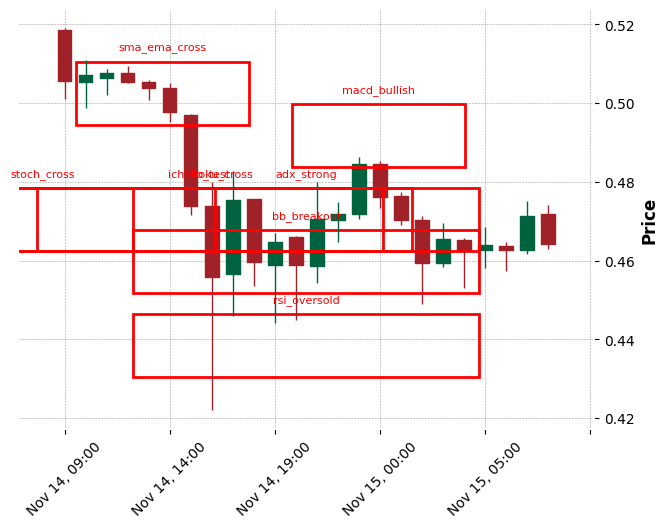 0.52
sma_ema_cross
macd_bullish
0.50
stoch_cross
adx_strong
0.48
bb_breakout
Price
0.46
rsi_oversold
0.44
0.42
Nov 14, 09:00
Nov 14, 14:00
Nov 14, 19:00
Nov 15, 00:00
Nov 15, 05:00